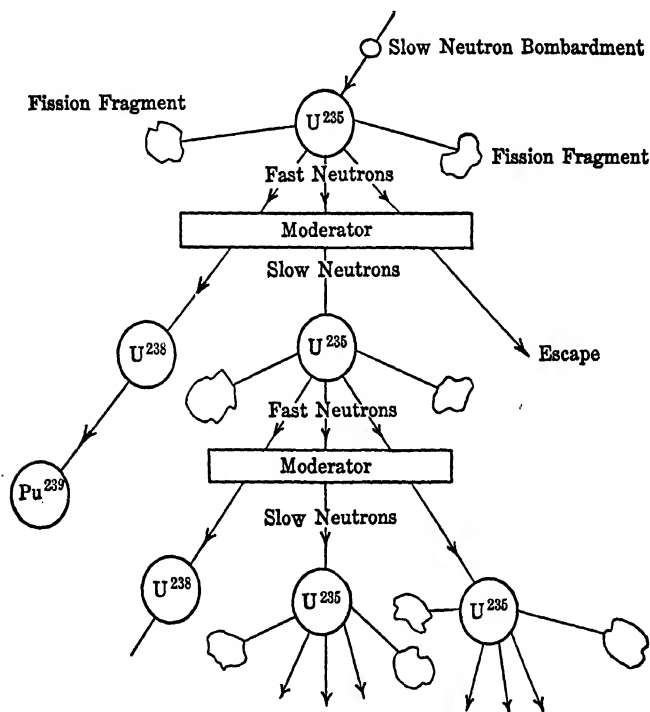 Slow Neutron Bombardment
Fission Fragment
U²³⁵
Fission Fragment
Fast Neutrons
Moderator
Slow Neutrons
U²³⁸
U²³⁵
Escape
Fast Neutrons
Moderator
Pu²³⁹
Slow Neutrons
U²³⁸
U²³⁵
U²³⁵